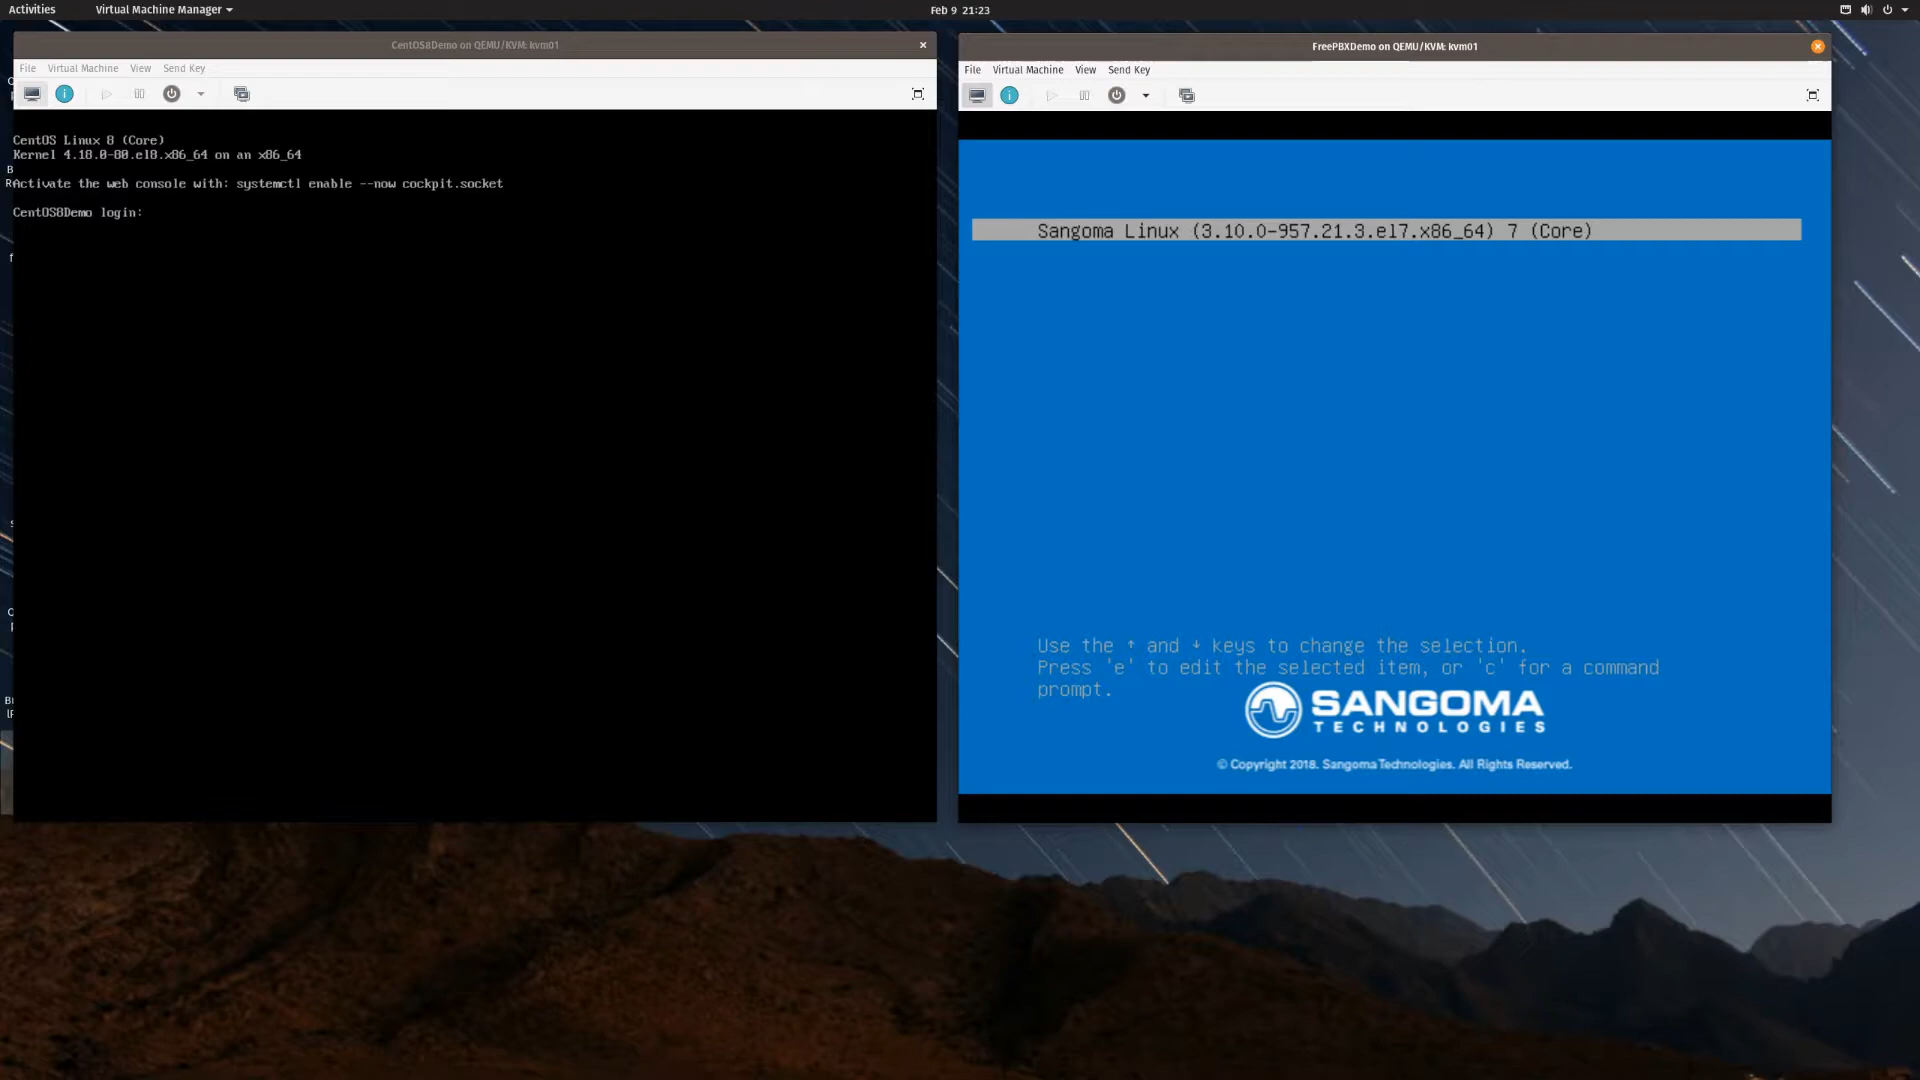 Activities
Virtual Machine Manager
Feb 9 21:23
CentOS8Demo on QEMU/KVM: kvm01
File Virtual Machine View Send Key
CentOS Linux 8 (Core)
Kernel 4.18.0-80.el8.x86_64 on an x86_64
Activate the web console with: systemctl enable --now cockpit.socket
CentOS8Demo login:
FreePBXDemo on QEMU/KVM: kvm01
File Virtual Machine View Send Key
Sangoma Linux (3.10.0-957.21.3.el7.x86_64) 7 (Core)
Use the ↑ and ↓ keys to change the selection.
Press 'e' to edit the selected item, or 'c' for a command
prompt.
SANGOMA
TECHNOLOGIES
© Copyright 2018. Sangoma Technologies. All Rights Reserved.